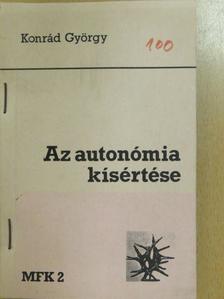 Konrád György
100
Az autonómia
kísértése
MFK 2